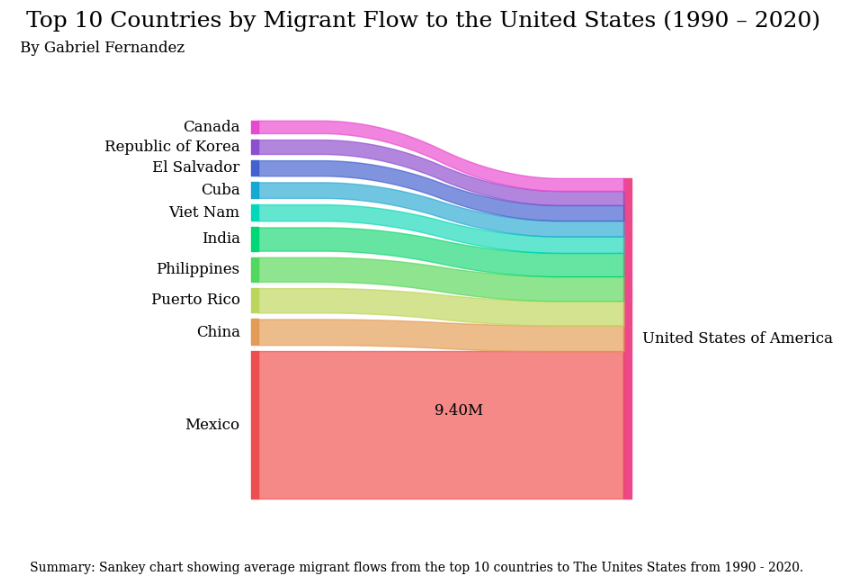 Top 10 Countries by Migrant Flow to the United States (1990 – 2020)
By Gabriel Fernandez
Canada
Republic of Korea
El Salvador
Cuba
Viet Nam
India
Philippines
Puerto Rico
China
United States of America
9.40M
Mexico
Summary: Sankey chart showing average migrant flows from the top 10 countries to The Unites States from 1990 - 2020.